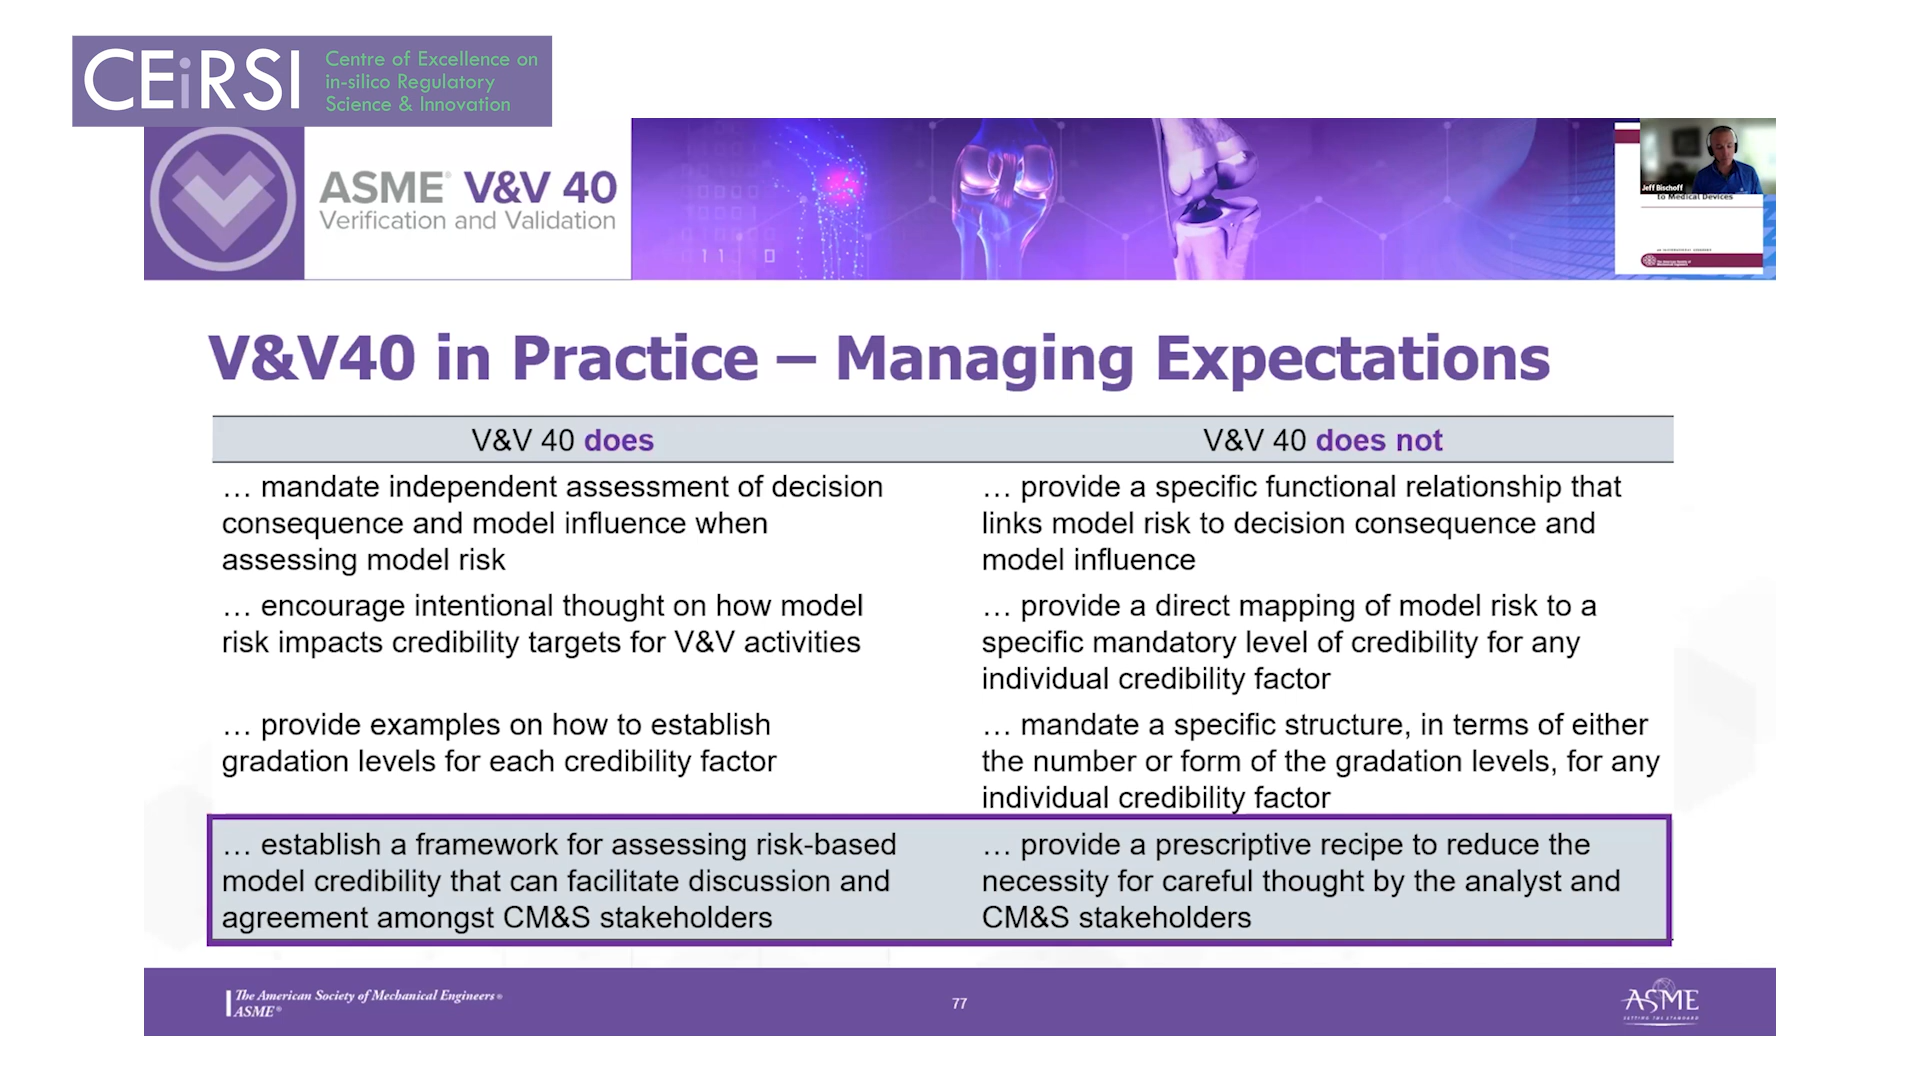 CEiRSI
Centre of Excellence on
in-silico Regulatory
Science & Innovation
ASME® V&V 40
Verification and Validation
Jeff Bischoff
to Medical Devices
V&V40 in Practice – Managing Expectations
V&V 40 does
V&V 40 does not
… mandate independent assessment of decision
consequence and model influence when
assessing model risk
… provide a specific functional relationship that
links model risk to decision consequence and
model influence
… encourage intentional thought on how model
risk impacts credibility targets for V&V activities
… provide a direct mapping of model risk to a
specific mandatory level of credibility for any
individual credibility factor
… provide examples on how to establish
gradation levels for each credibility factor
… mandate a specific structure, in terms of either
the number or form of the gradation levels, for any
individual credibility factor
… establish a framework for assessing risk-based
model credibility that can facilitate discussion and
agreement amongst CM&S stakeholders
… provide a prescriptive recipe to reduce the
necessity for careful thought by the analyst and
CM&S stakeholders
The American Society of Mechanical Engineers®
ASME®
77
ASME
SETTING THE STANDARD